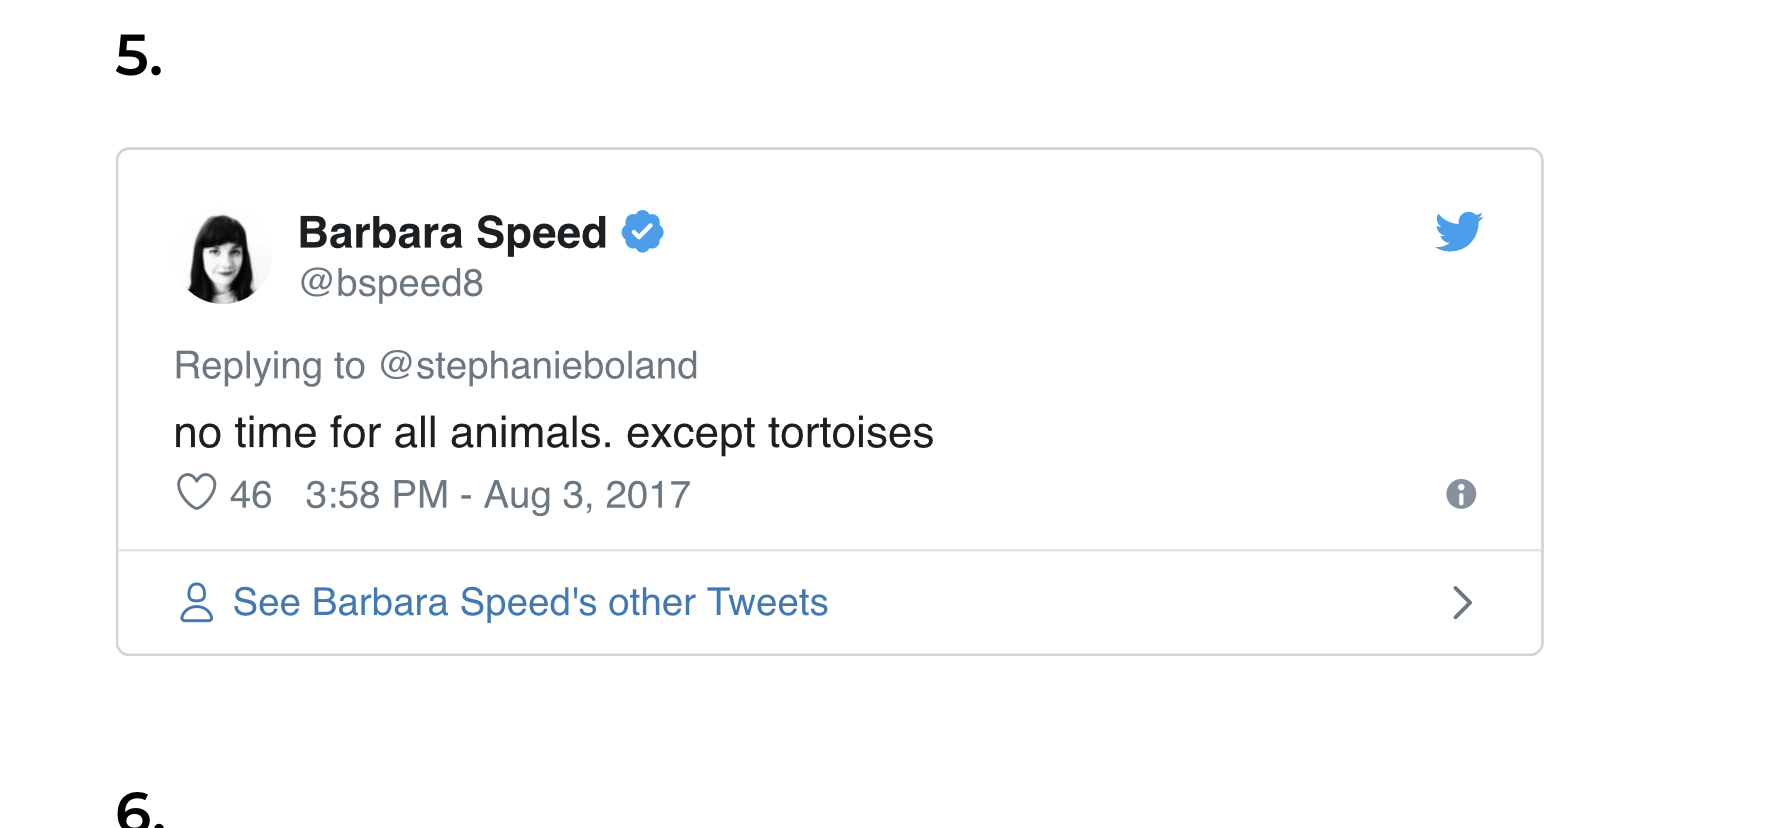 5.
Barbara Speed
@bspeed8
Replying to @stephanieboland
no time for all animals. except tortoises
46 3:58 PM - Aug 3, 2017
See Barbara Speed's other Tweets
6.